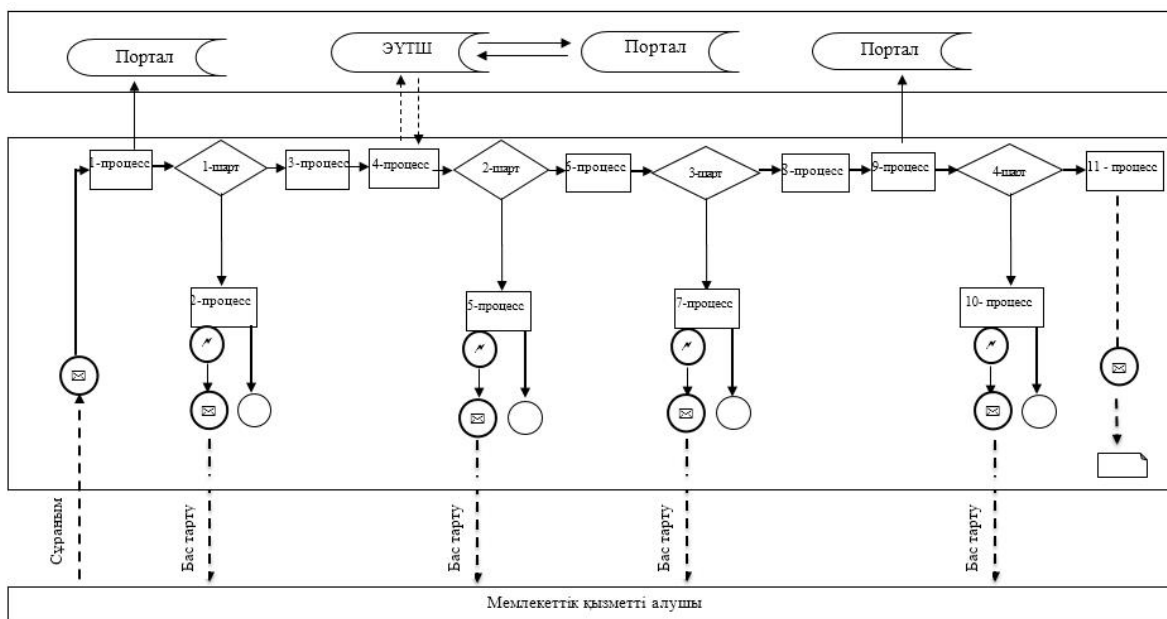 Портал
ЭҮТШ
Портал
Портал
1-процесс
1-шарт
3-процесс
4-процесс
2-шарт
6-процесс
3-шарт
8-процесс
9-процесс
4-шарт
11 - процесс
2-процесс
5-процесс
7-процесс
10- процесс
Сұраным
Бас тарту
Бас тарту
Бас тарту
Бас тарту
Мемлекеттік қызметті алушы